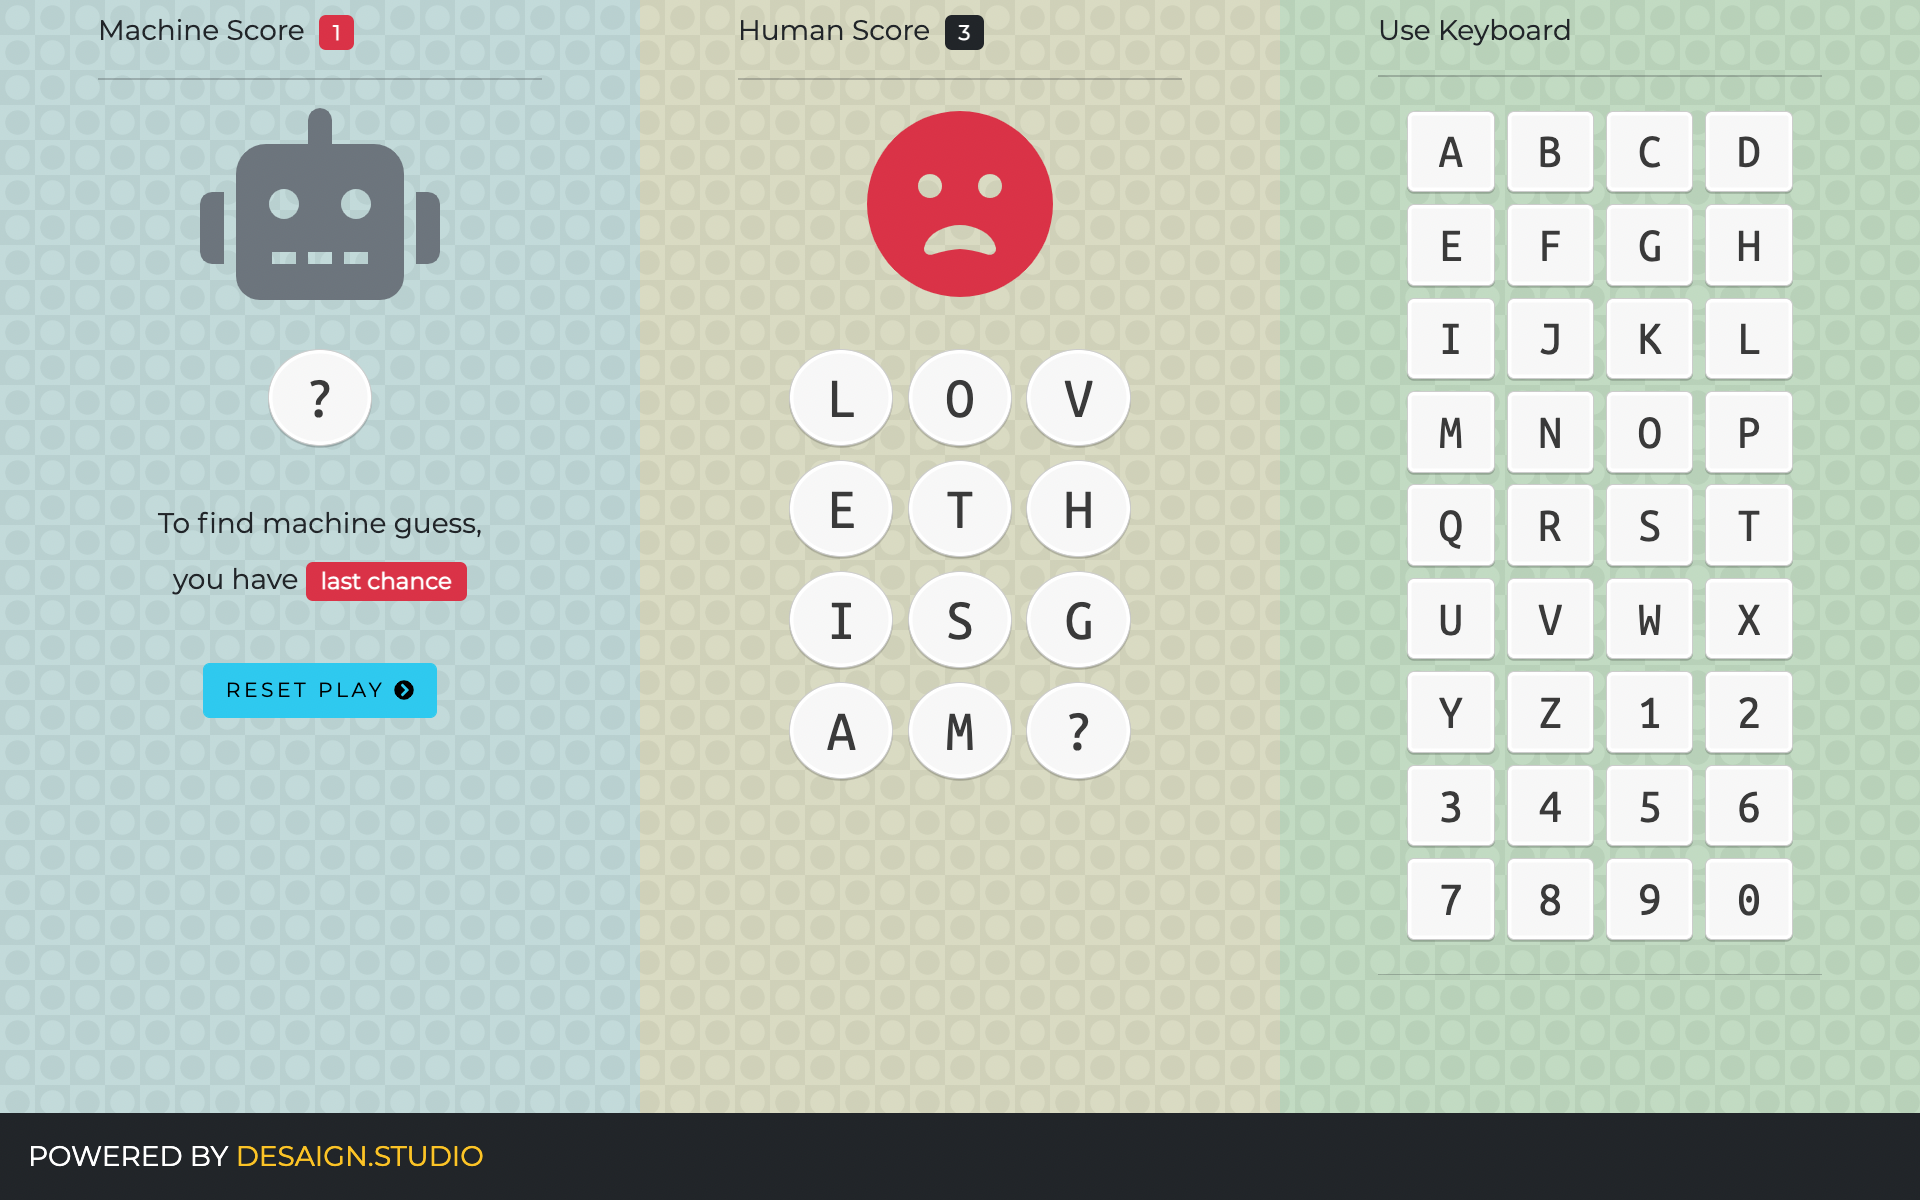 Machine Score 1
?
To find machine guess,
you have last chance
RESET PLAY
Human Score 3
L O V
E T H
I S G
A M ?
Use Keyboard
A B C D
E F G H
I J K L
M N O P
Q R S T
U V W X
Y Z 1 2
3 4 5 6
7 8 9 0
POWERED BY DESAIGN.STUDIO